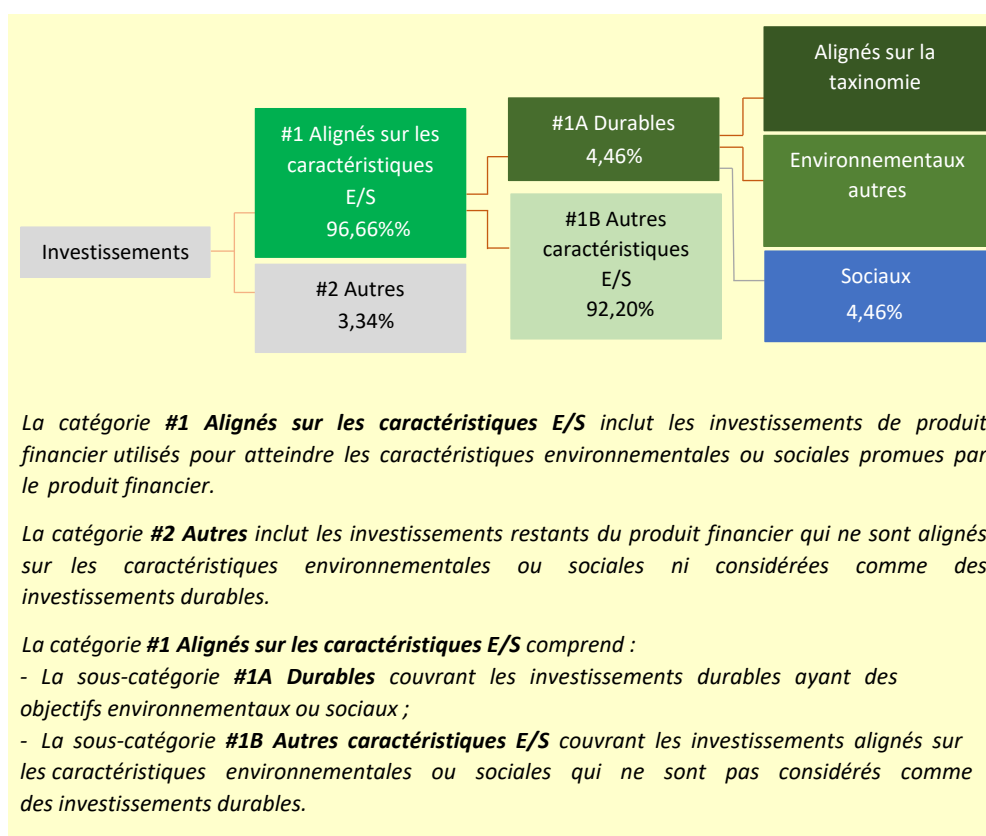 Investissements
#1 Alignés sur les
caractéristiques
E/S
96,66%%
#2 Autres
3,34%
#1A Durables
4,46%
#1B Autres
caractéristiques
E/S
92,20%
Alignés sur la
taxinomie
Environnementaux
autres
Sociaux
4,46%
La catégorie #1 Alignés sur les caractéristiques E/S inclut les investissements de produit
financier utilisés pour atteindre les caractéristiques environnementales ou sociales promues par
le produit financier.
La catégorie #2 Autres inclut les investissements restants du produit financier qui ne sont alignés
sur les caractéristiques environnementales ou sociales ni considérées comme des
investissements durables.
La catégorie #1 Alignés sur les caractéristiques E/S comprend :
- La sous-catégorie #1A Durables couvrant les investissements durables ayant des
objectifs environnementaux ou sociaux ;
- La sous-catégorie #1B Autres caractéristiques E/S couvrant les investissements alignés sur
les caractéristiques environnementales ou sociales qui ne sont pas considérés comme
des investissements durables.